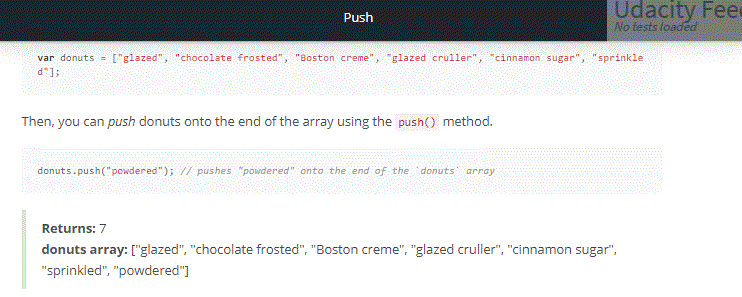 Push
Udacity Fee
No tests loaded
var donuts = ["glazed", "chocolate frosted", "Boston creme", "glazed cruller", "cinnamon sugar", "sprinkle
d"];
Then, you can push donuts onto the end of the array using the push() method.
donuts.push("powdered"); // pushes "powdered" onto the end of the `donuts` array
Returns: 7
donuts array: ["glazed", "chocolate frosted", "Boston creme", "glazed cruller", "cinnamon sugar",
"sprinkled", "powdered"]